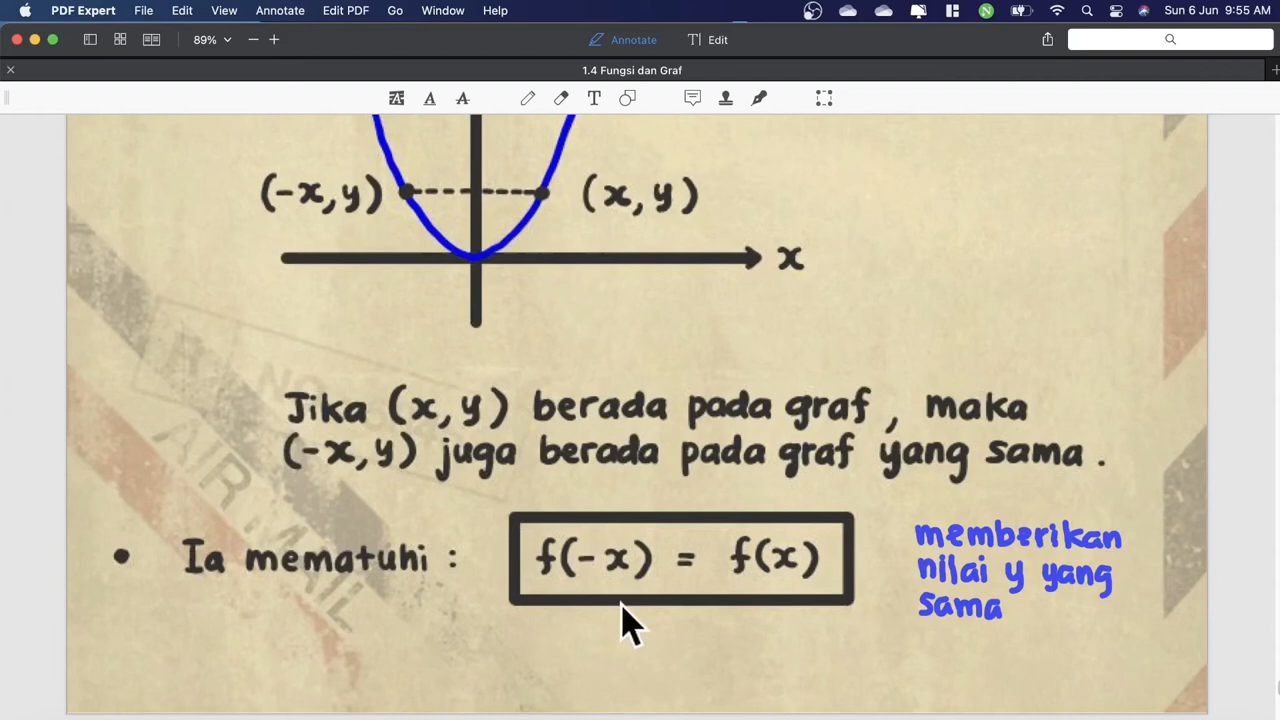 PDF Expert File Edit View Annotate Edit PDF Go Window Help N Sun 6 Jun 9:55 AM
89% Annotate T Edit
1.4 Fungsi dan Graf
A A A T
(-x,y) (x,y)
x
Jika (x,y) berada pada graf, maka
(-x,y) juga berada pada graf yang sama.
• Ia mematuhi : f(-x) = f(x)
memberikan
nilai y yang
sama
AIR MAIL